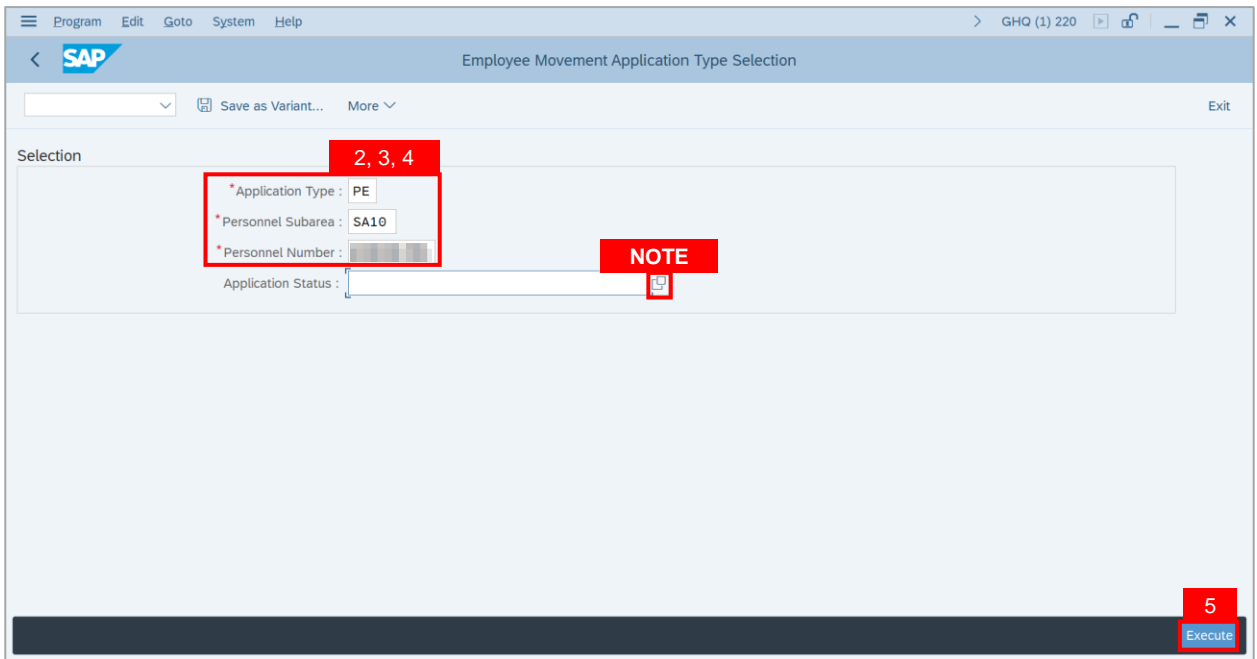 Program Edit Goto System Help GHQ (1) 220
SAP Employee Movement Application Type Selection
Save as Variant... More Exit
Selection
2, 3, 4
*Application Type : PE
*Personnel Subarea : SA10
*Personnel Number :
NOTE
Application Status :
5
Execute